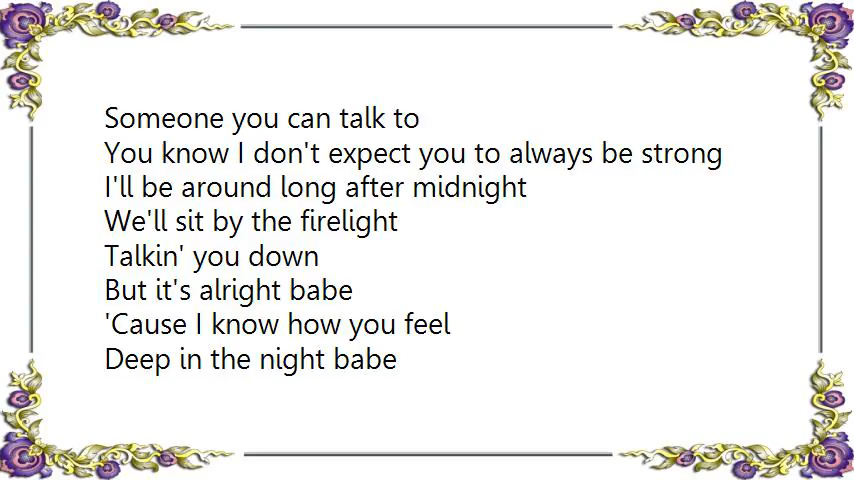 Someone you can talk to
You know I don't expect you to always be strong
I'll be around long after midnight
We'll sit by the firelight
Talkin' you down
But it's alright babe
'Cause I know how you feel
Deep in the night babe